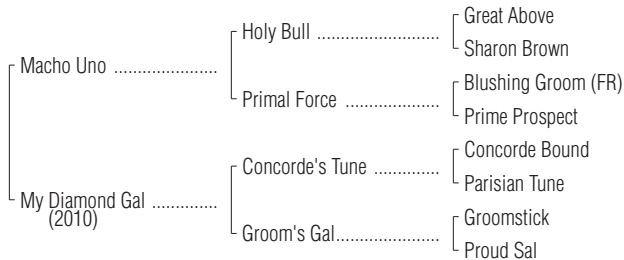 Great Above
Holy Bull ......................
Sharon Brown
Macho Uno ....................
Blushing Groom (FR)
Primal Force .................
Prime Prospect
Concorde Bound
Concorde's Tune ............
Parisian Tune
My Diamond Gal ...............
(2010)
Groomstick
Groom's Gal...................
Proud Sal